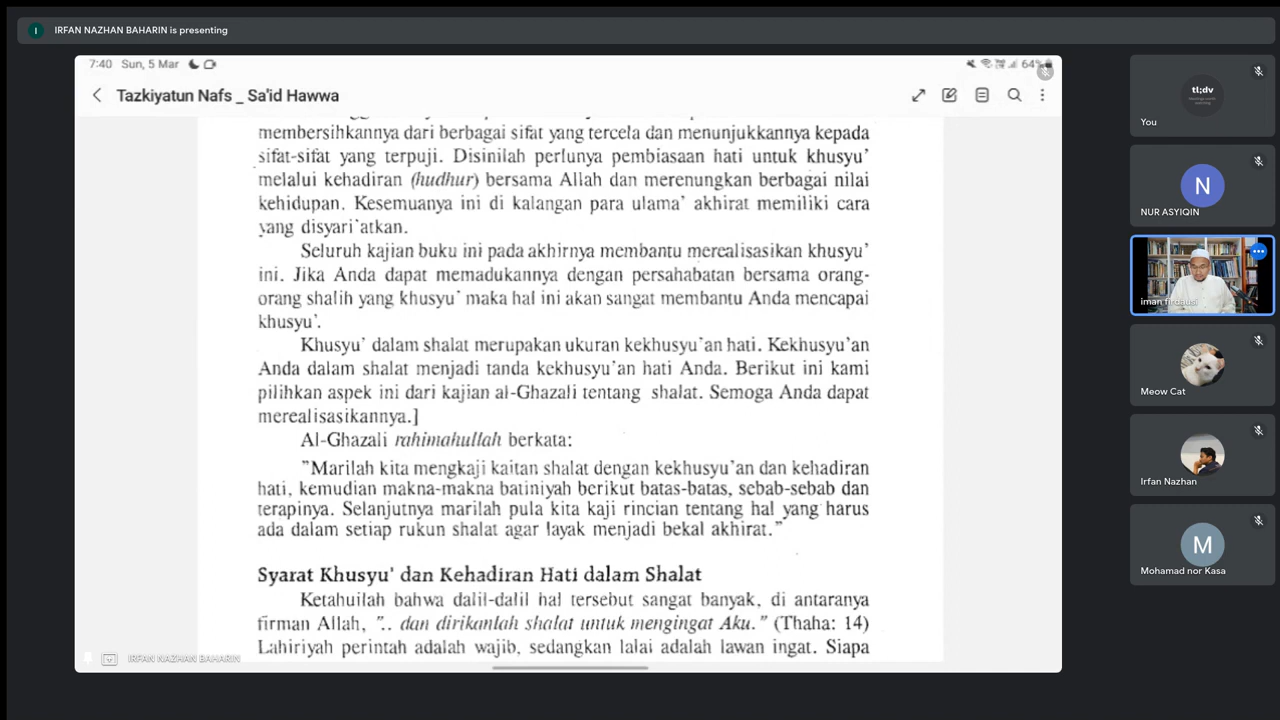 IRFAN NAZHAN BAHARIN is presenting
7:40 Sun, 5 Mar
64%
Tazkiyatun Nafs _ Sa'id Hawwa
membersihkannya dari berbagai sifat yang tercela dan menunjukkannya kepada
sifat-sifat yang terpuji. Disinilah perlunya pembiasaan hati untuk khusyu'
melalui kehadiran (hudhur) bersama Allah dan merenungkan berbagai nilai
kehidupan. Kesemuanya ini di kalangan para ulama' akhirat memiliki cara
yang disyari'atkan.
Seluruh kajian buku ini pada akhirnya membantu merealisasikan khusyu'
ini. Jika Anda dapat memadukannya dengan persahabatan bersama orang-
orang shalih yang khusyu' maka hal ini akan sangat membantu Anda mencapai
khusyu'.
Khusyu' dalam shalat merupakan ukuran kekhusyu'an hati. Kekhusyu'an
Anda dalam shalat menjadi tanda kekhusyu'an hati Anda. Berikut ini kami
pilihkan aspek ini dari kajian al-Ghazali tentang shalat. Semoga Anda dapat
merealisasikannya.]
Al-Ghazali rahimahullah berkata:
"Marilah kita mengkaji kaitan shalat dengan kekhusyu'an dan kehadiran
hati, kemudian makna-makna batiniyah berikut batas-batas, sebab-sebab dan
terapinya. Selanjutnya marilah pula kita kaji rincian tentang hal yang harus
ada dalam setiap rukun shalat agar layak menjadi bekal akhirat."
Syarat Khusyu' dan Kehadiran Hati dalam Shalat
Ketahuilah bahwa dalil-dalil hal tersebut sangat banyak, di antaranya
firman Allah, ".. dan dirikanlah shalat untuk mengingat Aku." (Thaha: 14)
Lahiriyah perintah adalah wajib, sedangkan lalai adalah lawan ingat. Siapa
IRFAN NAZHAN BAHARIN
tl;dv
You
N
NUR ASYIQIN
iman firdausi
Meow Cat
Irfan Nazhan
M
Mohamad nor Kasa